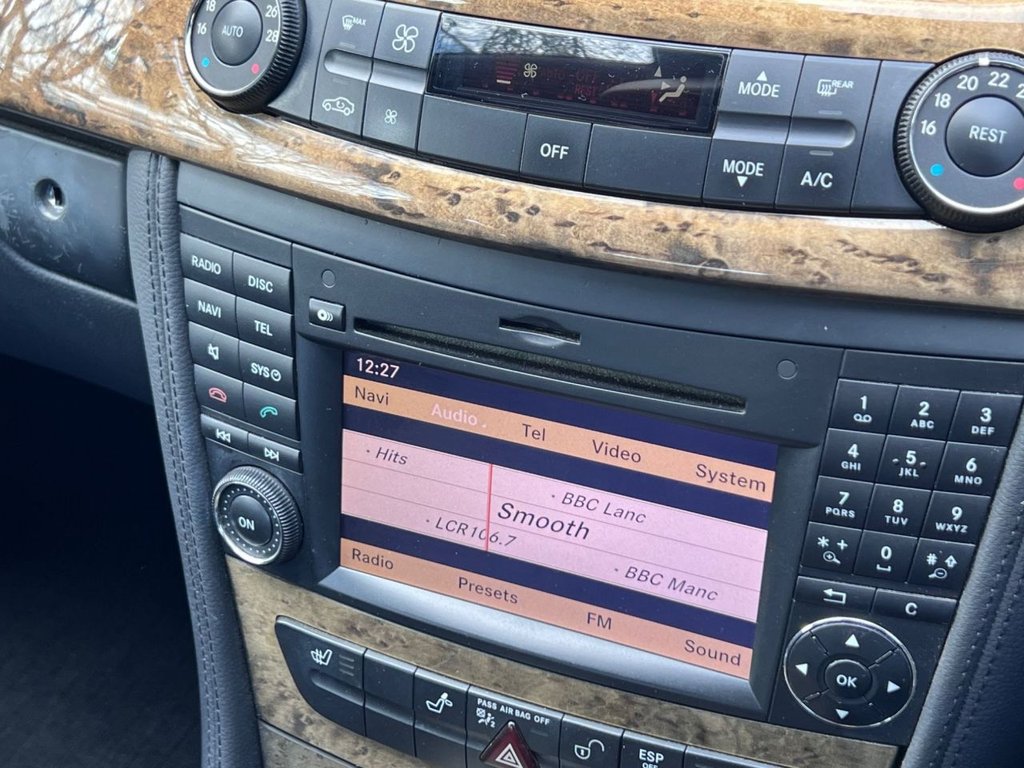 18 26
16 AUTO 28
MAX
OFF
MODE
REAR
MODE
A/C
18 20 22
16 REST
RADIO DISC
NAVI TEL
SYS
ON
12:27
Navi Audio Tel Video System
Hits
BBC Lanc
Smooth
LCR106.7
BBC Manc
Radio Presets FM Sound
1 2 ABC 3 DEF
4 GHI 5 JKL 6 MNO
7 PQRS 8 TUV 9 WXYZ
* + 0 #
C
OK
PASS AIR BAG OFF
ESP
OFF